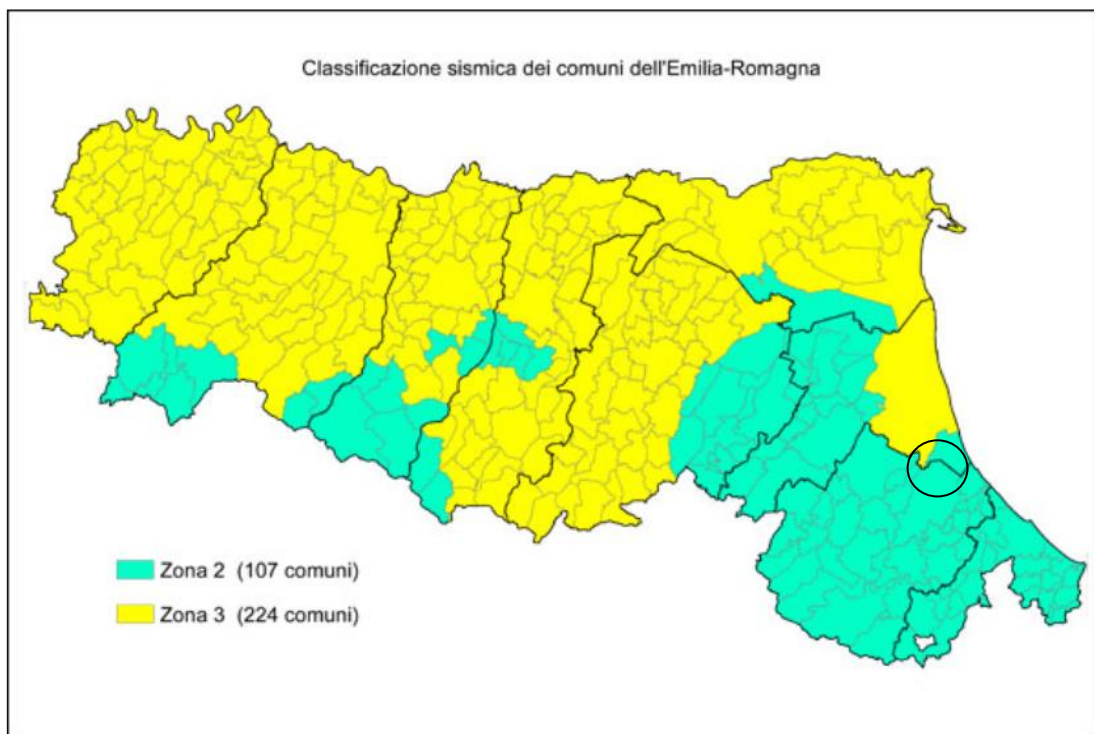 Classificazione sismica dei comuni dell'Emilia-Romagna
Zona 2 (107 comuni)
Zona 3 (224 comuni)